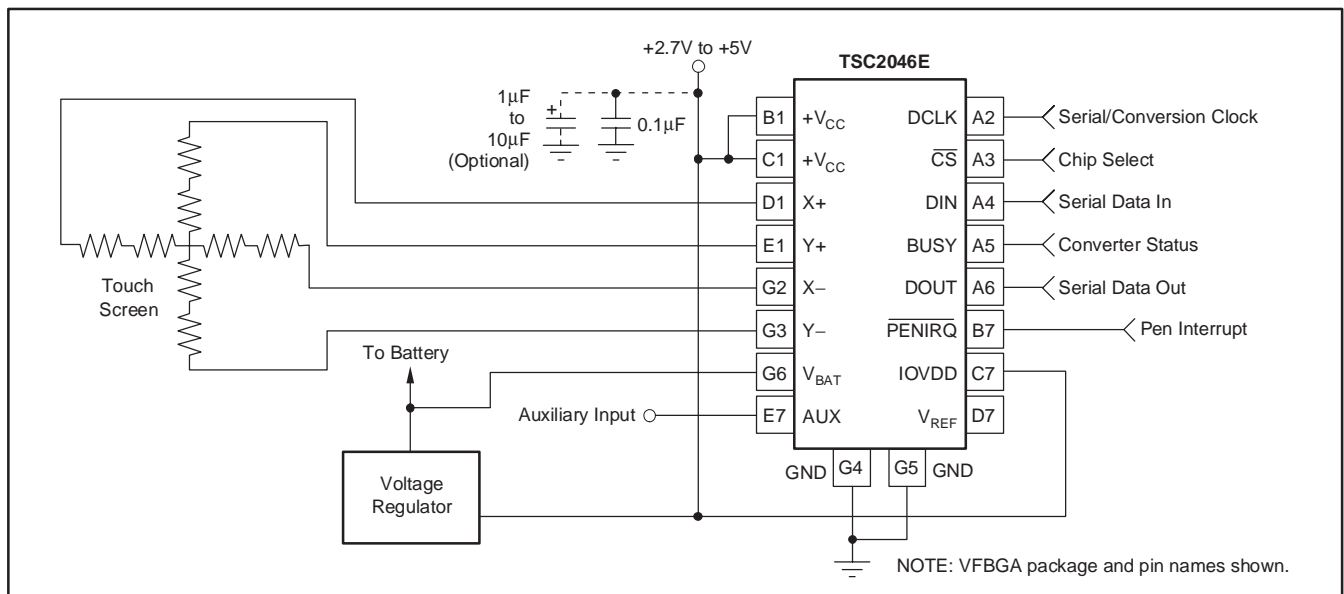 +2.7V to +5V
TSC2046E
1μF
to
10μF
(Optional)
+
0.1μF
B1 +VCC
C1 +VCC
D1 X+
E1 Y+
G2 X−
G3 Y−
G6 VBAT
E7 AUX
DCLK A2 Serial/Conversion Clock
CS A3 Chip Select
DIN A4 Serial Data In
BUSY A5 Converter Status
DOUT A6 Serial Data Out
PENIRQ B7 Pen Interrupt
IOVDD C7
VREF D7
Touch
Screen
To Battery
Auxiliary Input
Voltage
Regulator
GND G4 G5 GND
NOTE: VFBGA package and pin names shown.